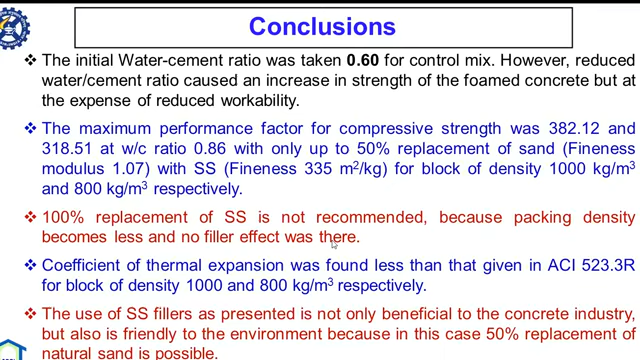 Conclusions
❖ The initial Water-cement ratio was taken 0.60 for control mix. However, reduced
water/cement ratio caused an increase in strength of the foamed concrete but at
the expense of reduced workability.
❖ The maximum performance factor for compressive strength was 382.12 and
318.51 at w/c ratio 0.86 with only up to 50% replacement of sand (Fineness
modulus 1.07) with SS (Fineness 335 m²/kg) for block of density 1000 kg/m³
and 800 kg/m³ respectively.
❖ 100% replacement of SS is not recommended, because packing density
becomes less and no filler effect was there.
❖ Coefficient of thermal expansion was found less than that given in ACI 523.3R
for block of density 1000 and 800 kg/m³ respectively.
❖ The use of SS fillers as presented is not only beneficial to the concrete industry,
but also is friendly to the environment because in this case 50% replacement of
natural sand is possible.